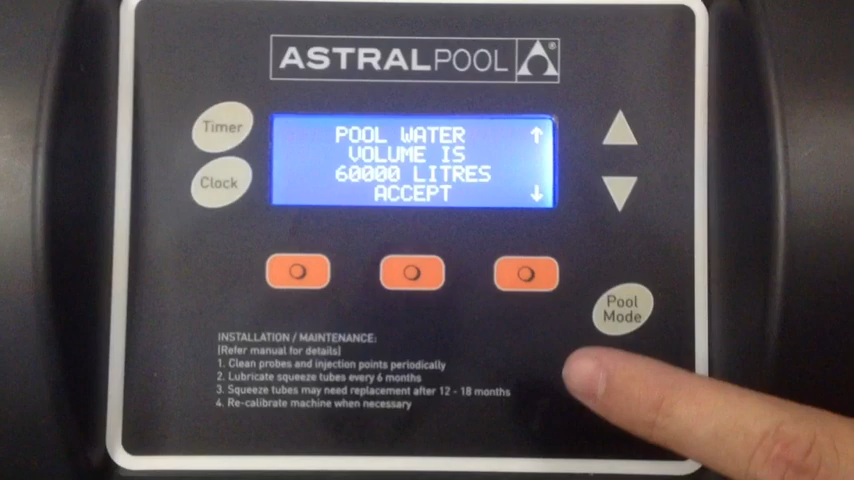 ASTRALPOOL
Timer
Clock
POOL WATER ↑
VOLUME IS
60000 LITRES
ACCEPT ↓
Pool
Mode
INSTALLATION / MAINTENANCE:
(Refer manual for details)
1. Clean probes and injection points periodically
2. Lubricate squeeze tubes every 6 months
3. Squeeze tubes may need replacement after 12 - 18 months
4. Re-calibrate machine when necessary